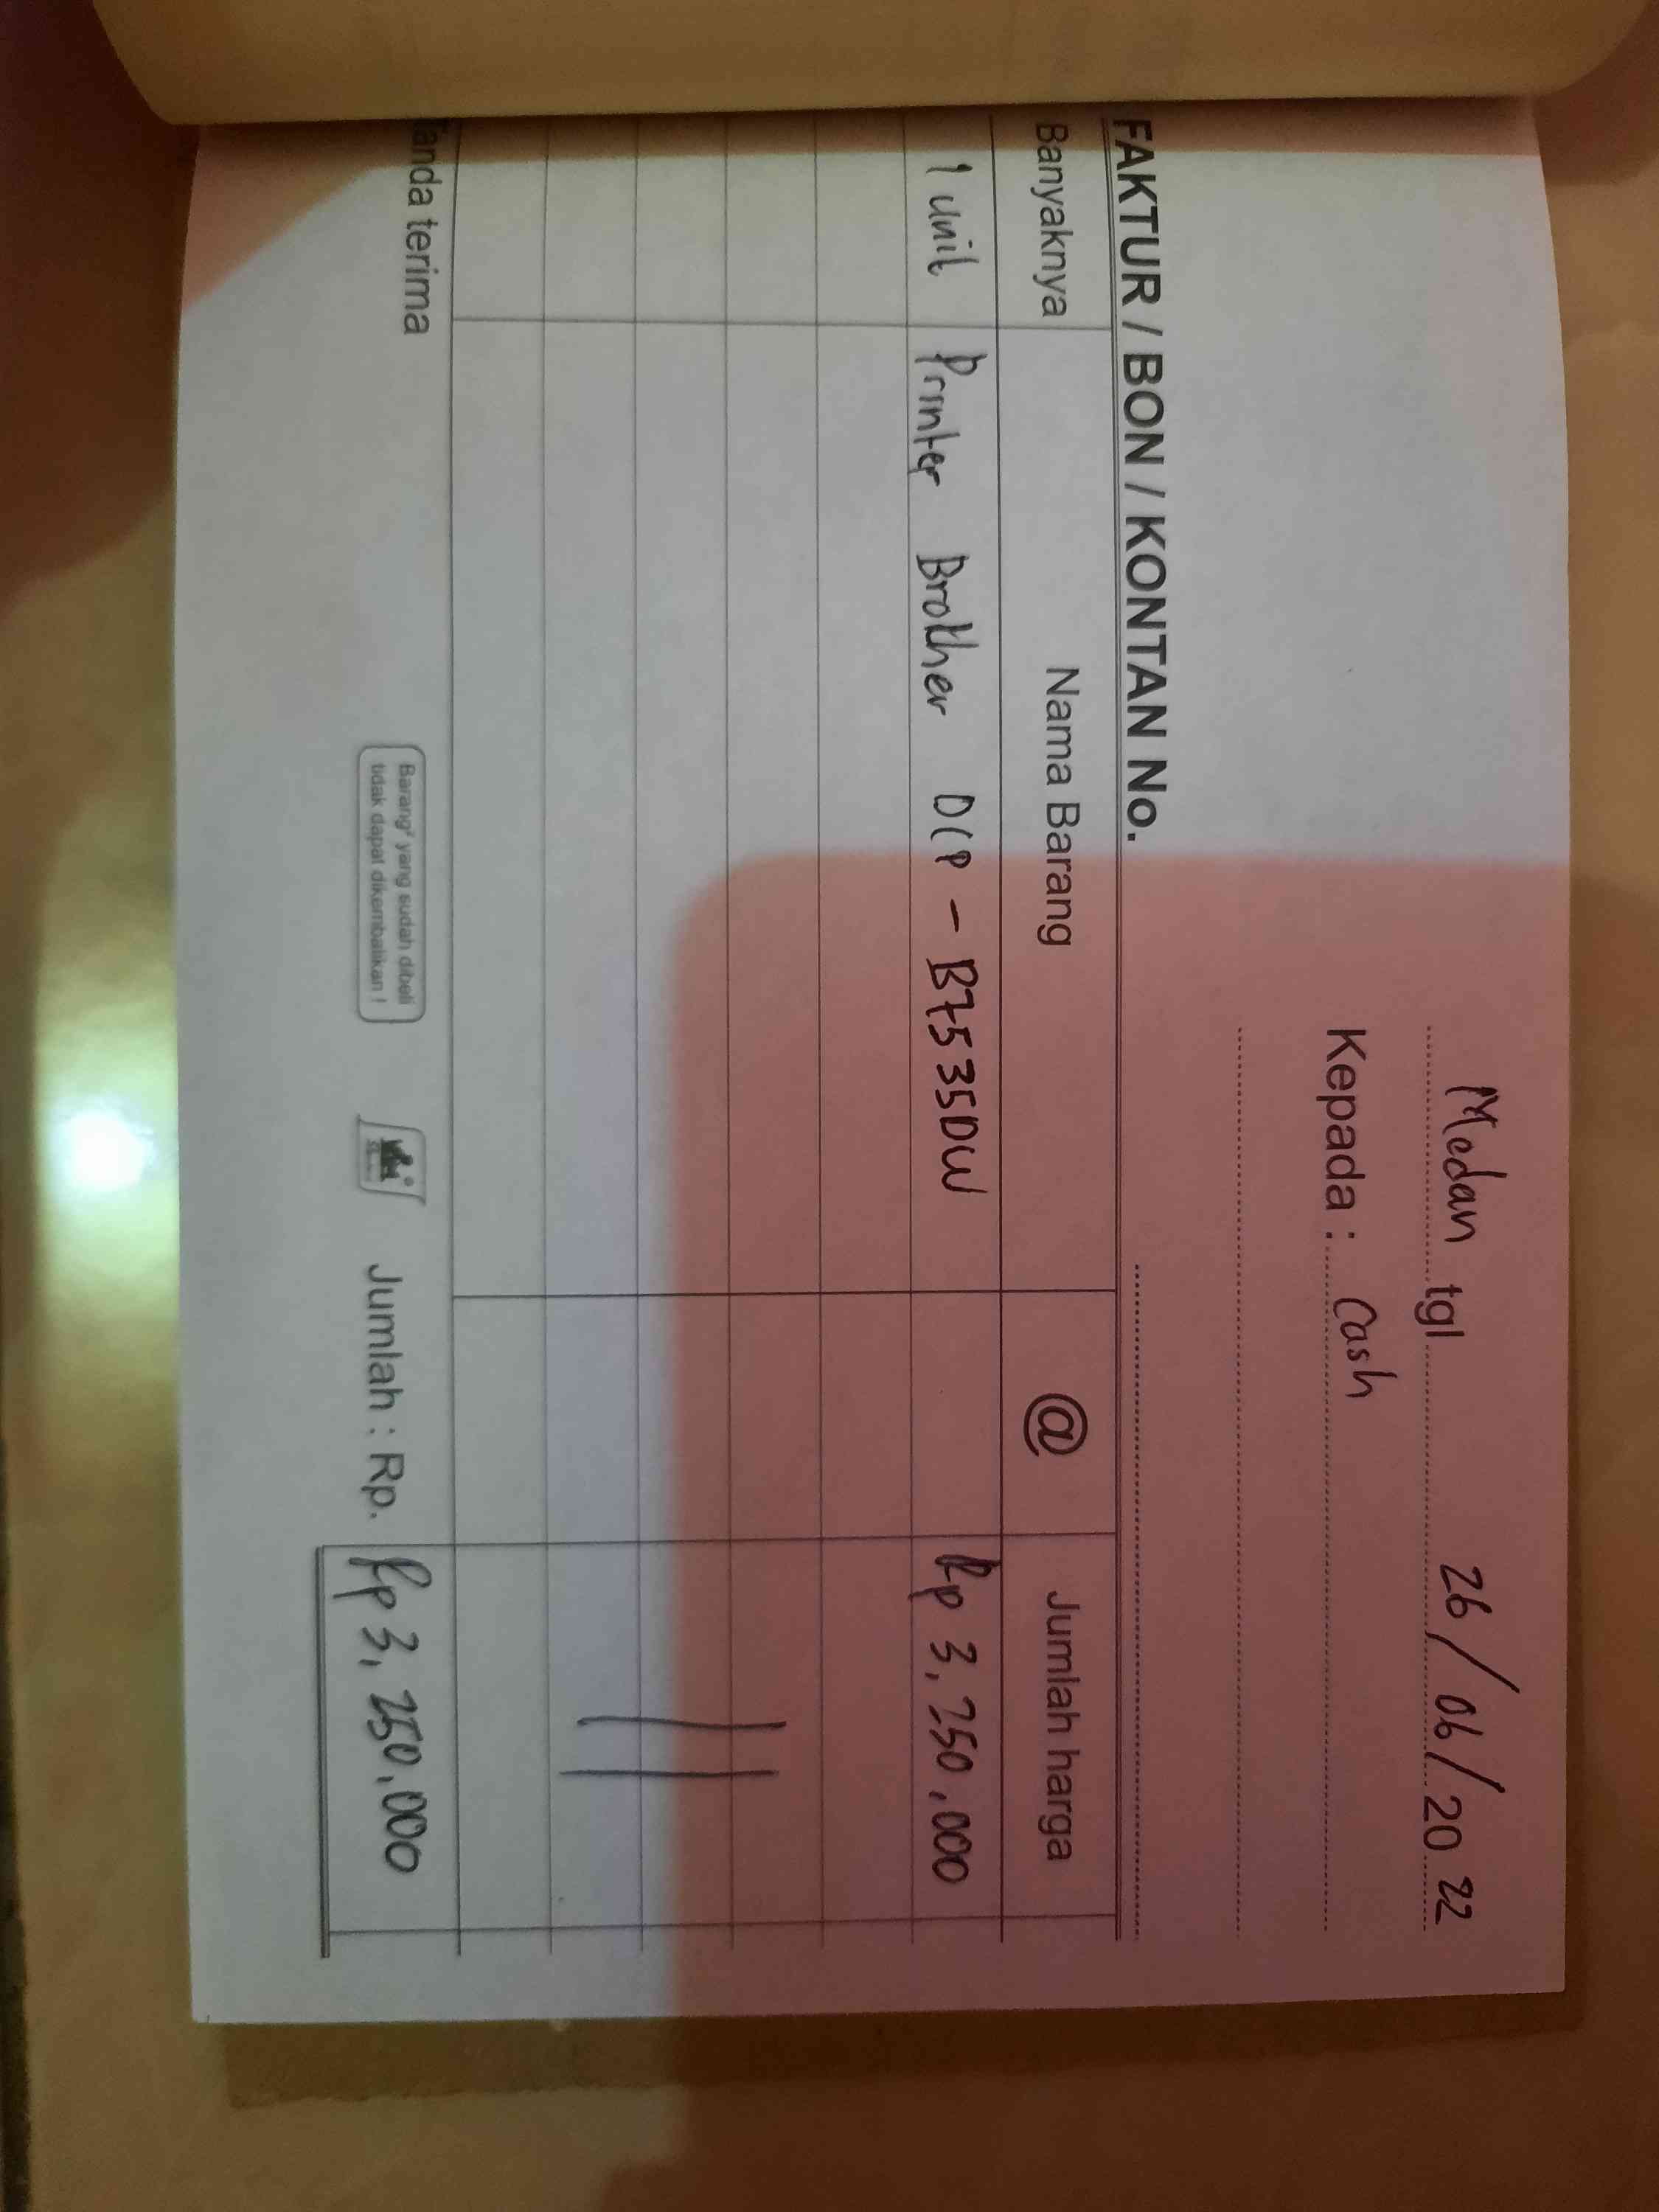 Medan tgl 26/06/2022
Kepada : Cash
FAKTUR / BON / KONTAN No.
Banyaknya Nama Barang @ Jumlah harga
1 unit Printer Brother DCP - B7535DW Rp 3,250.000
Tanda terima
Barang² yang sudah dibeli
tidak dapat dikembalikan !
Jumlah : Rp. Rp 3,250.000